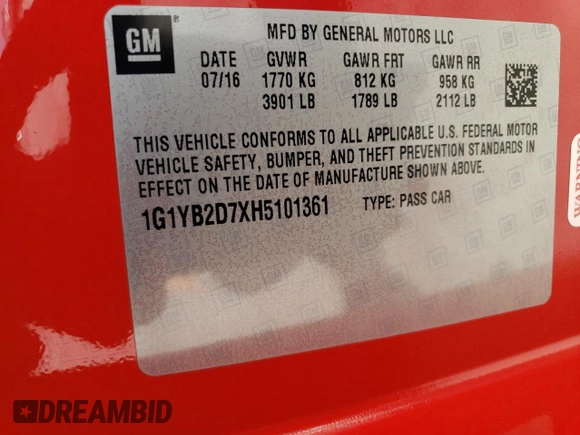 GM
MFD BY GENERAL MOTORS LLC
DATE GVWR GAWR FRT GAWR RR
07/16 1770 KG 812 KG 958 KG
3901 LB 1789 LB 2112 LB
THIS VEHICLE CONFORMS TO ALL APPLICABLE U.S. FEDERAL MOTOR
VEHICLE SAFETY, BUMPER, AND THEFT PREVENTION STANDARDS IN
EFFECT ON THE DATE OF MANUFACTURE SHOWN ABOVE.
1G1YB2D7XH5101361 TYPE: PASS CAR
WARNING
DREAMBID